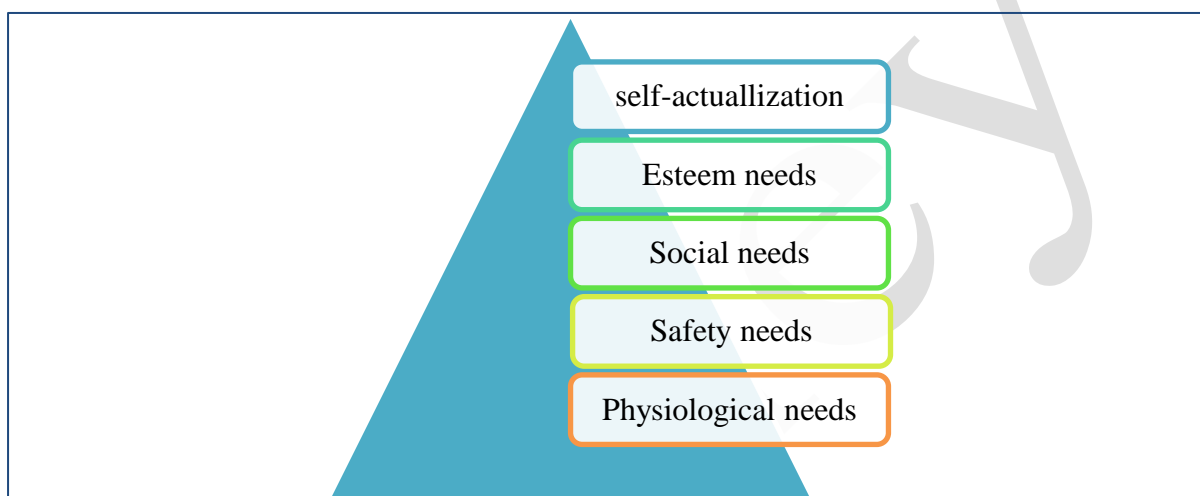 self-actuallization
Esteem needs
Social needs
Safety needs
Physiological needs